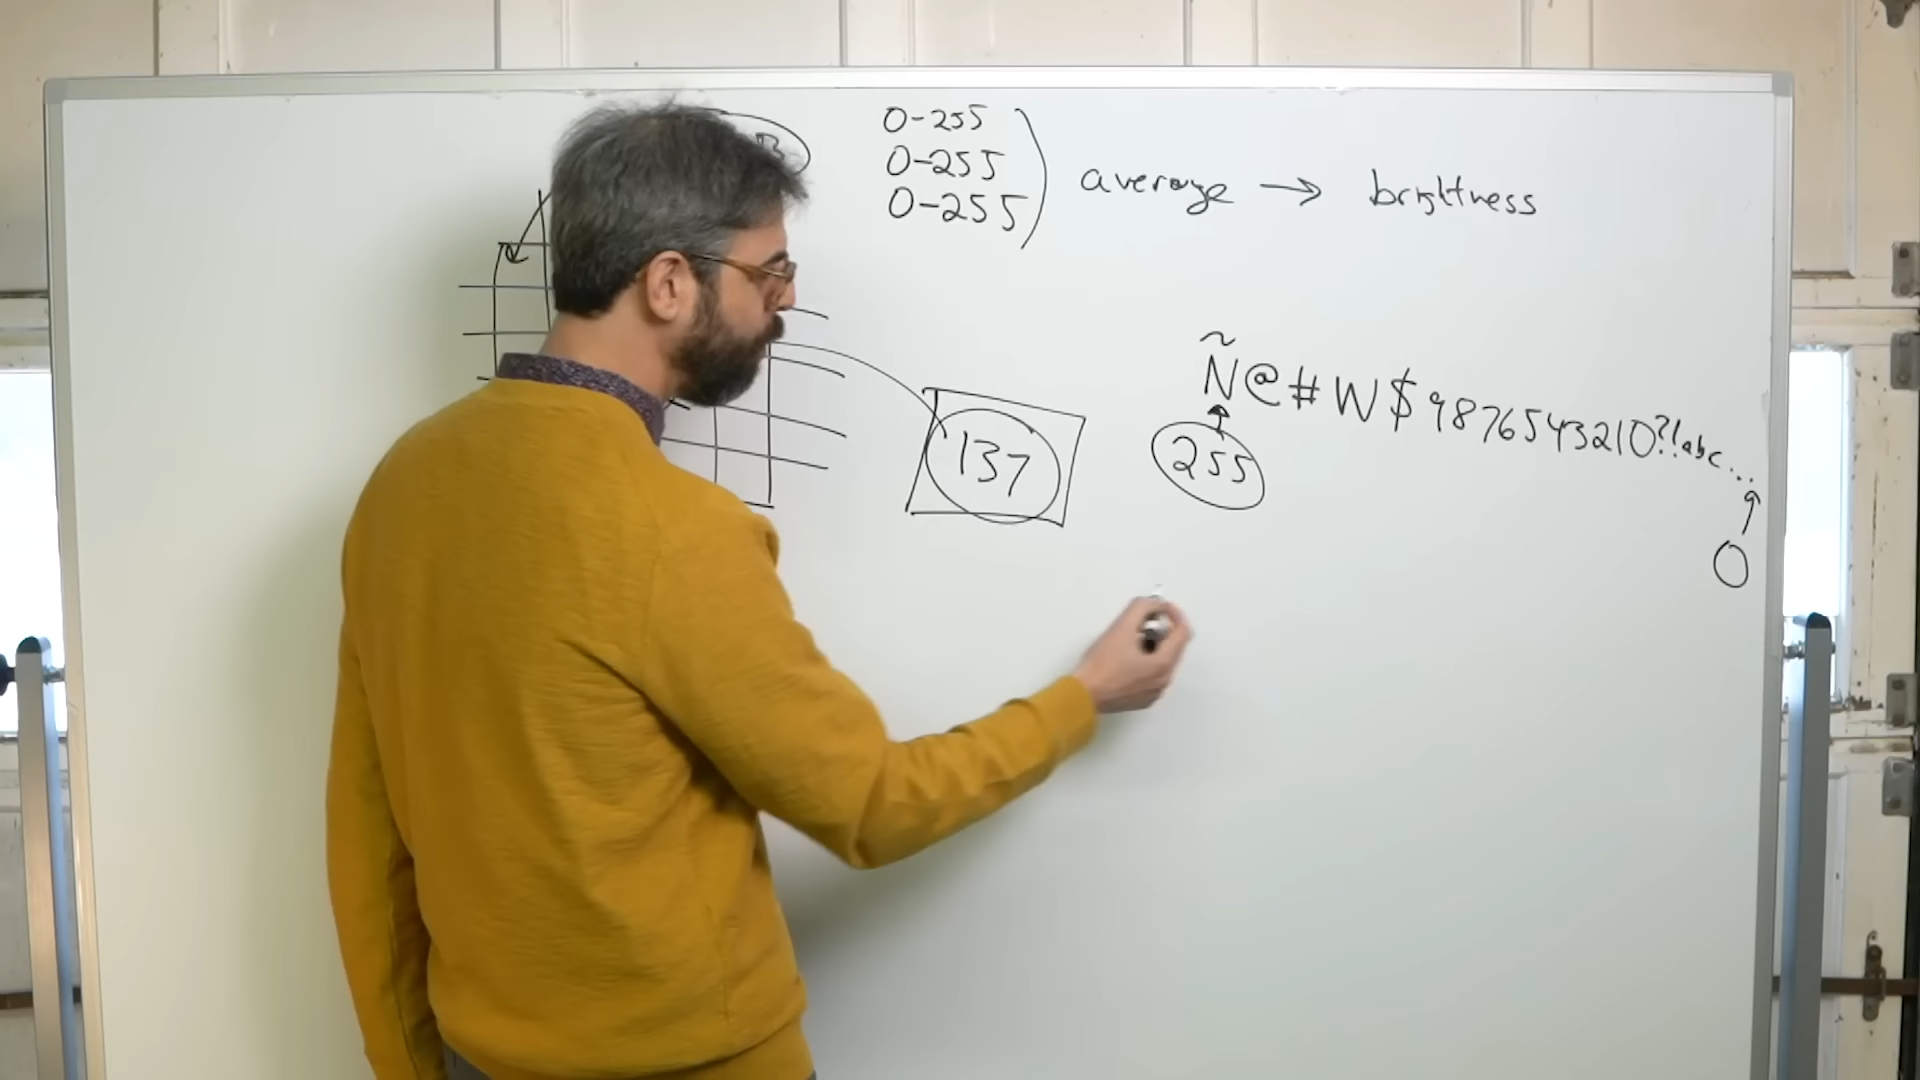 B
0-255
0-255
0-255
average → brightness
Ñ@#W$9876543210?!abc...
137
255
0